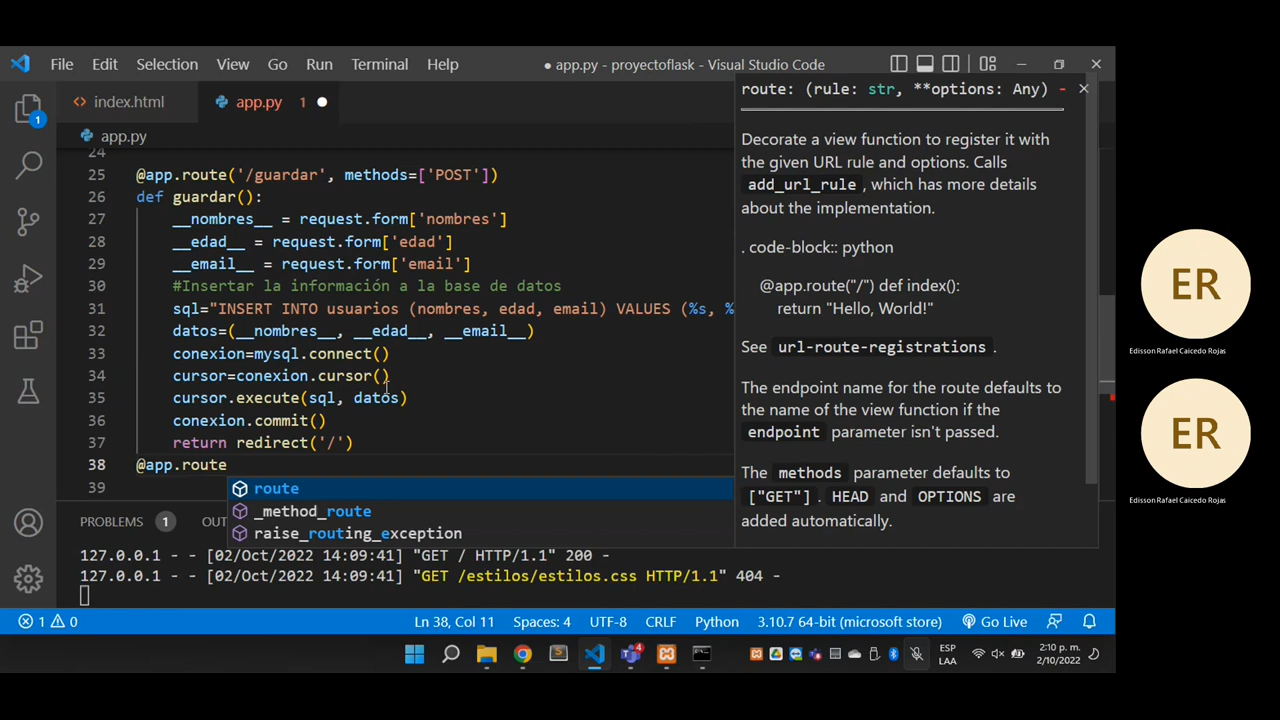 File Edit Selection View Go Run Terminal Help
● app.py - proyectoflask - Visual Studio Code
index.html
app.py 1
app.py
24
25 @app.route('/guardar', methods=['POST'])
26 def guardar():
27 __nombres__ = request.form['nombres']
28 __edad__ = request.form['edad']
29 __email__ = request.form['email']
30 #Insertar la información a la base de datos
31 sql="INSERT INTO usuarios (nombres, edad, email) VALUES (%s, %
32 datos=(__nombres__, __edad__, __email__)
33 conexion=mysql.connect()
34 cursor=conexion.cursor()
35 cursor.execute(sql, datos)
36 conexion.commit()
37 return redirect('/')
38 @app.route
39
route
_method_route
raise_routing_exception
route: (rule: str, **options: Any) -
Decorate a view function to register it with
the given URL rule and options. Calls
add_url_rule , which has more details
about the implementation.
. code-block:: python
@app.route("/") def index():
return "Hello, World!"
See url-route-registrations .
The endpoint name for the route defaults to
the name of the view function if the
endpoint parameter isn't passed.
The methods parameter defaults to
["GET"] . HEAD and OPTIONS are
added automatically.
PROBLEMS 1 OU
127.0.0.1 - - [02/Oct/2022 14:09:41] "GET / HTTP/1.1" 200 -
127.0.0.1 - - [02/Oct/2022 14:09:41] "GET /estilos/estilos.css HTTP/1.1" 404 -
1 0 Ln 38, Col 11 Spaces: 4 UTF-8 CRLF Python 3.10.7 64-bit (microsoft store) Go Live
ESP
LAA
2:10 p. m.
2/10/2022
1
4
ER
Edisson Rafael Caicedo Rojas
ER
Edisson Rafael Caicedo Rojas